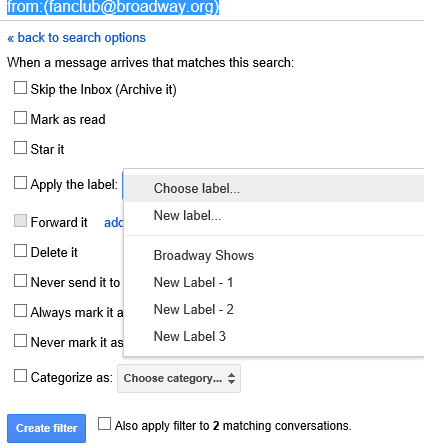 from:(fanclub@broadway.org)
« back to search options
When a message arrives that matches this search:
Skip the Inbox (Archive it)
Mark as read
Star it
Apply the label:
Choose label...
New label...
Forward it
Broadway Shows
Delete it
New Label - 1
Never send it to
New Label - 2
Always mark it
New Label 3
Never mark it as
Categorize as: Choose category...
Create filter Also apply filter to 2 matching conversations.